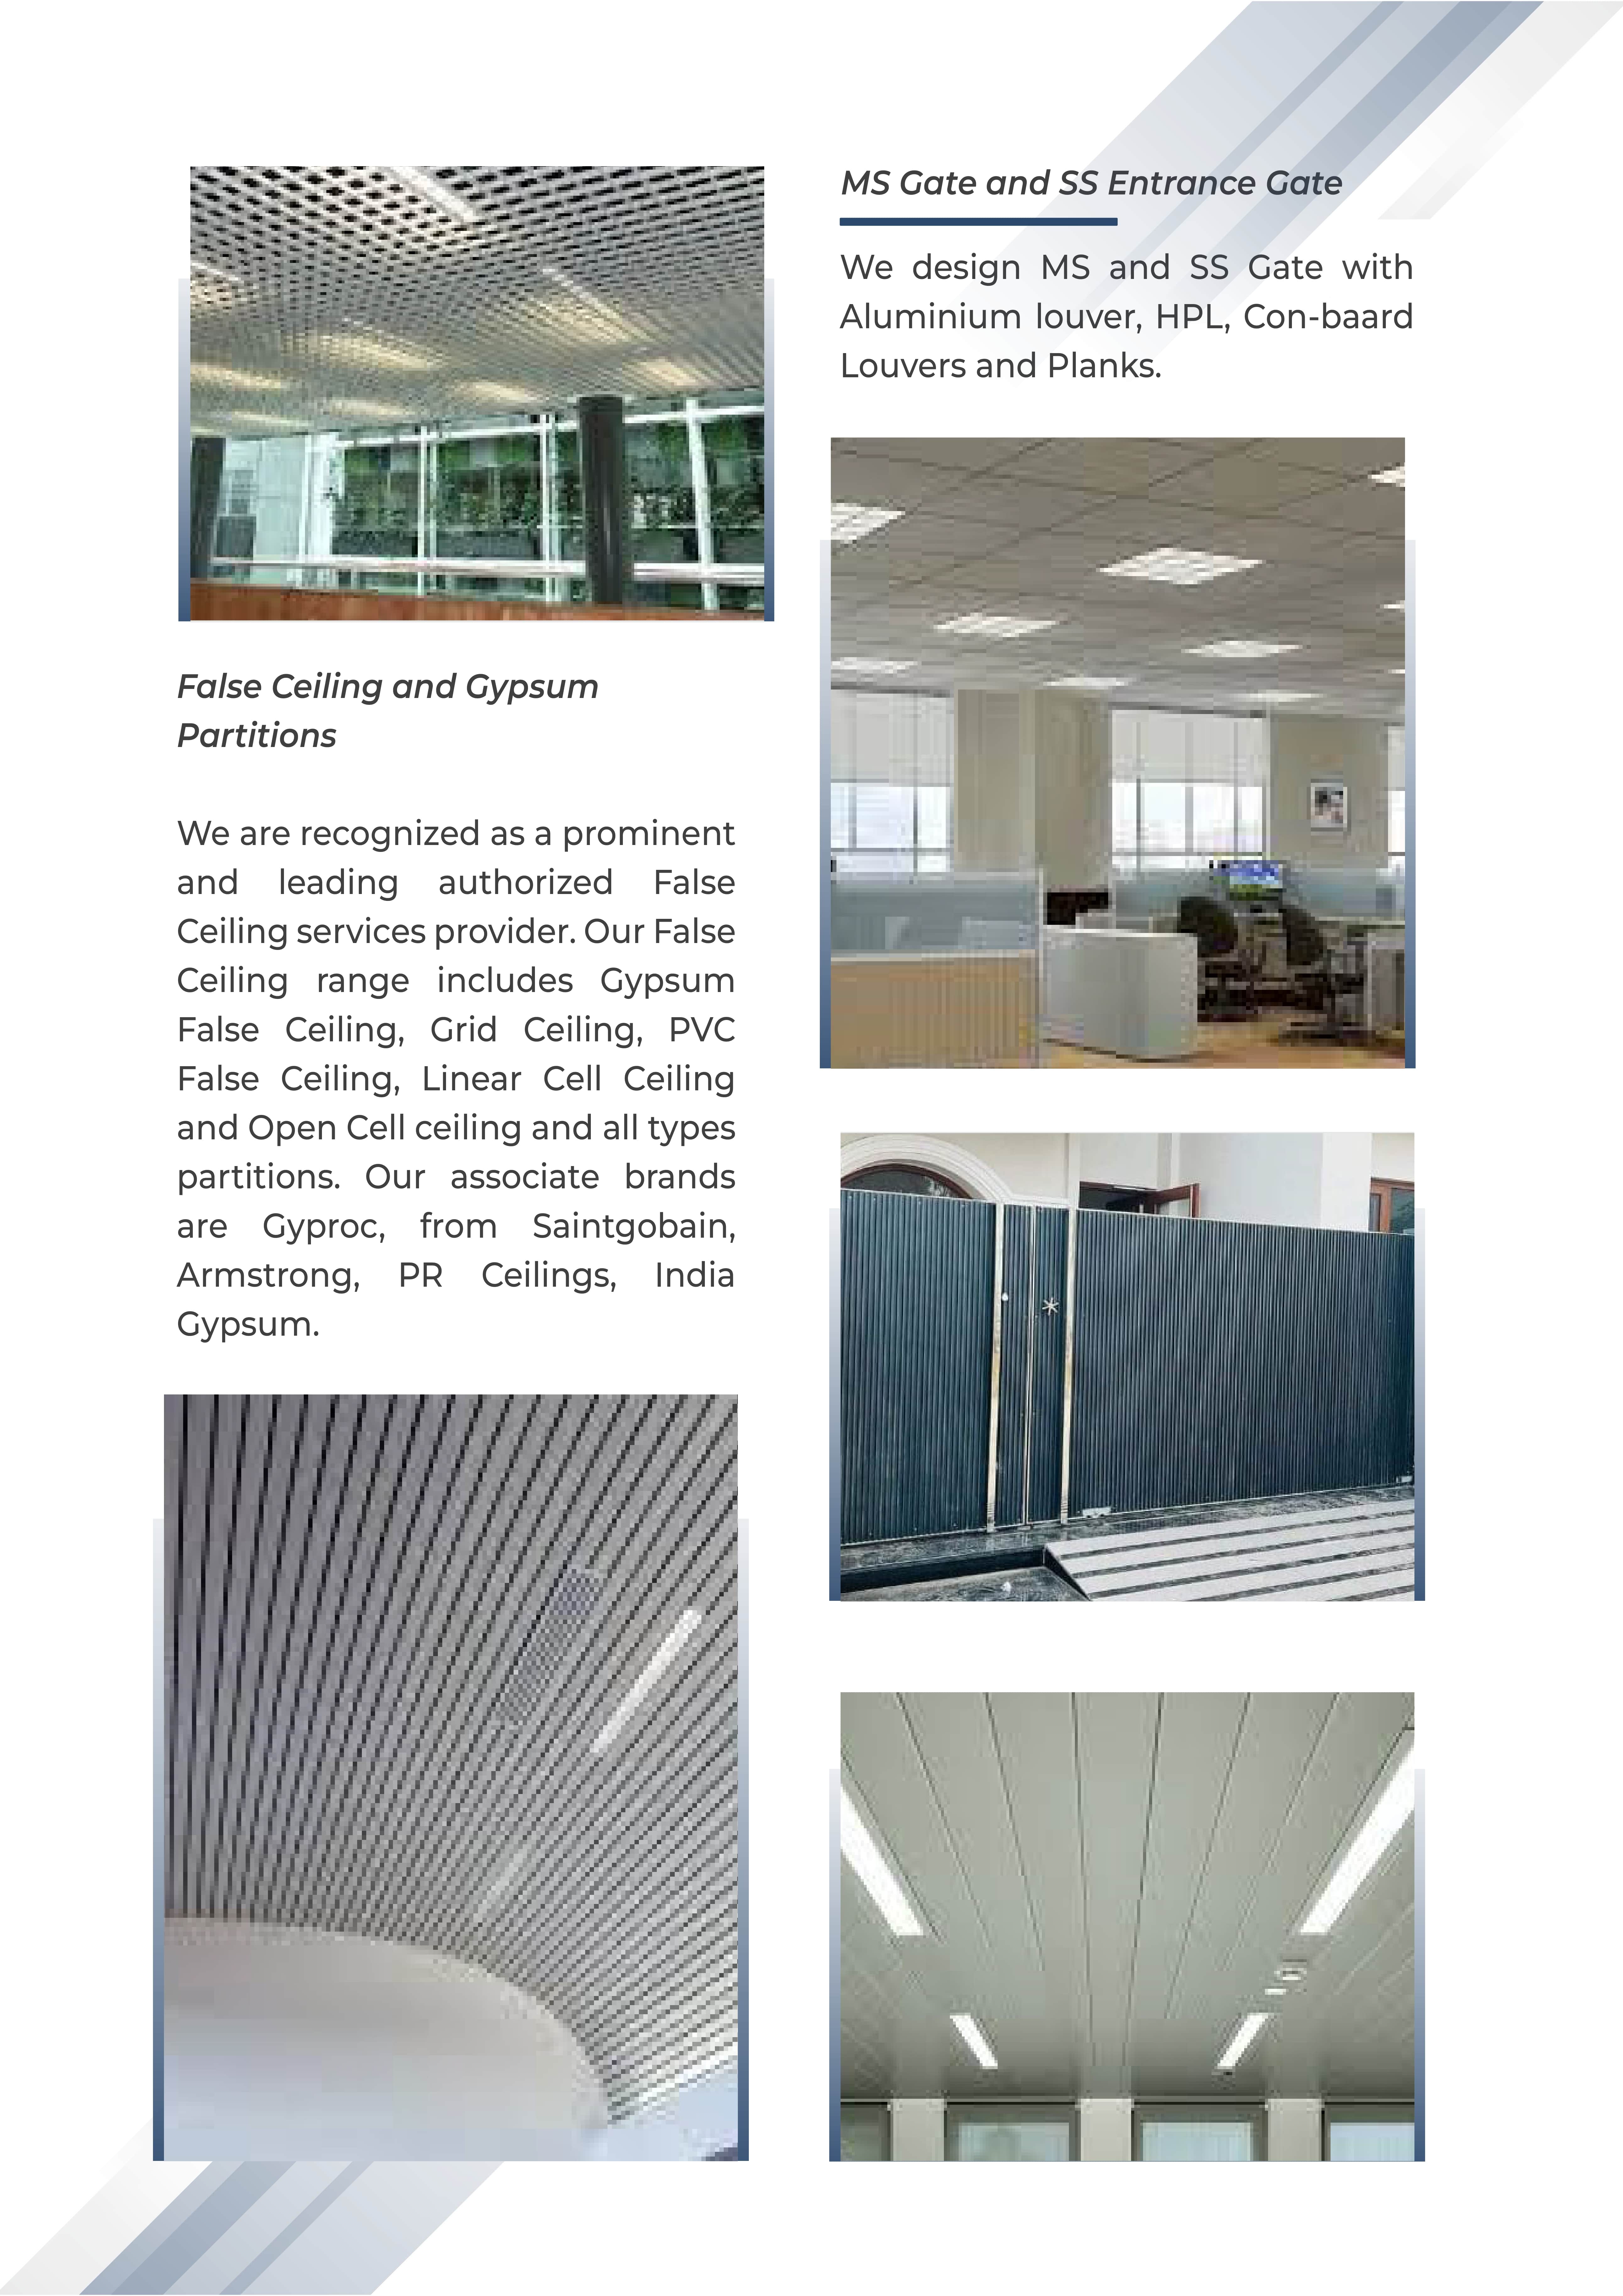 False Ceiling and Gypsum
Partitions
We are recognized as a prominent
and leading authorized False
Ceiling services provider. Our False
Ceiling range includes Gypsum
False Ceiling, Grid Ceiling, PVC
False Ceiling, Linear Cell Ceiling
and Open Cell ceiling and all types
partitions. Our associate brands
are Gyproc, from Saintgobain,
Armstrong, PR Ceilings, India
Gypsum.
MS Gate and SS Entrance Gate
We design MS and SS Gate with
Aluminium louver, HPL, Con-baard
Louvers and Planks.